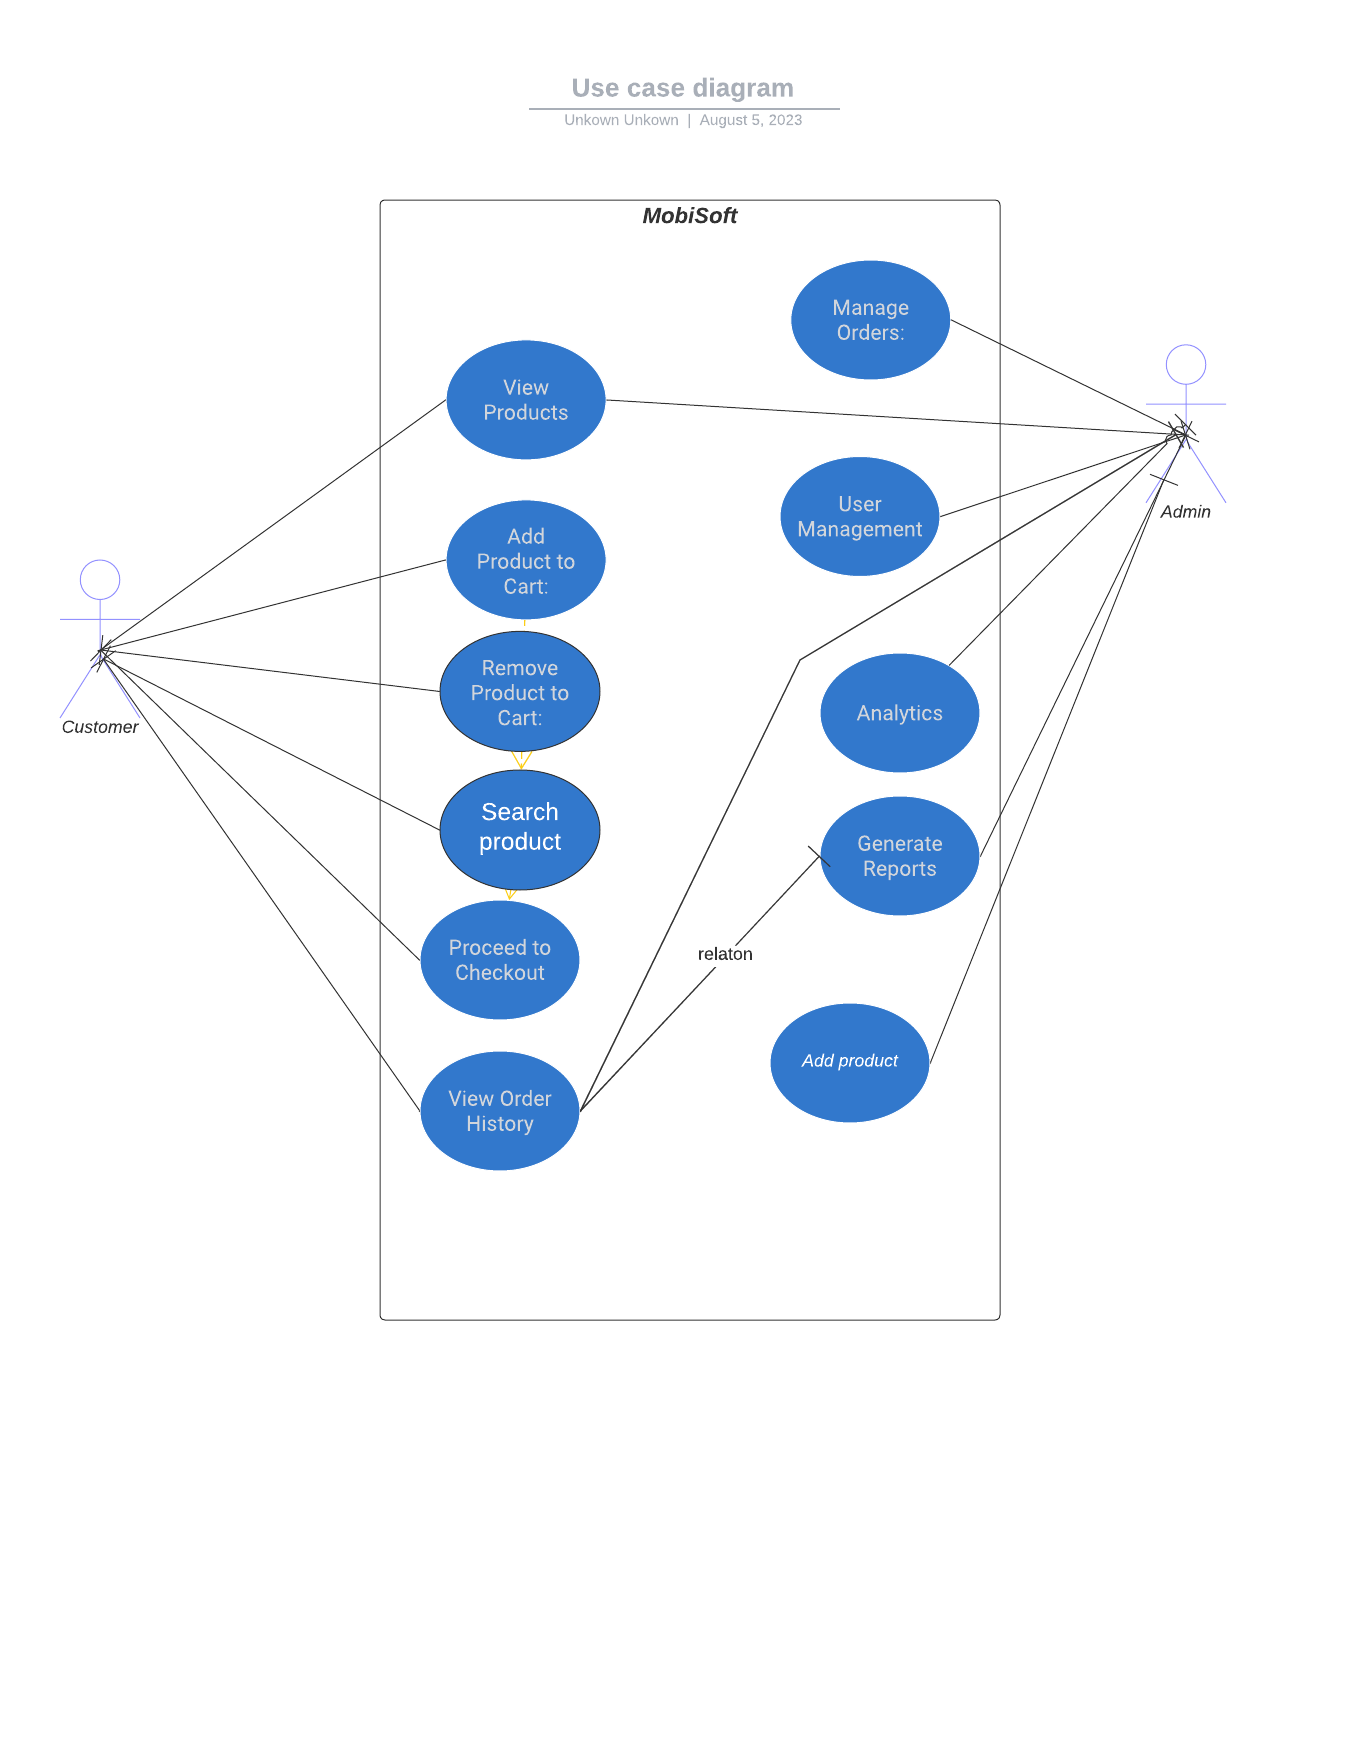 Use case diagram
Unkown Unkown | August 5, 2023
MobiSoft
Manage
Orders:
View
Products
User
Management
Admin
Add
Product to
Cart:
Remove
Product to
Cart:
Customer
Analytics
Search
product
Generate
Reports
Proceed to
Checkout
relaton
Add product
View Order
History